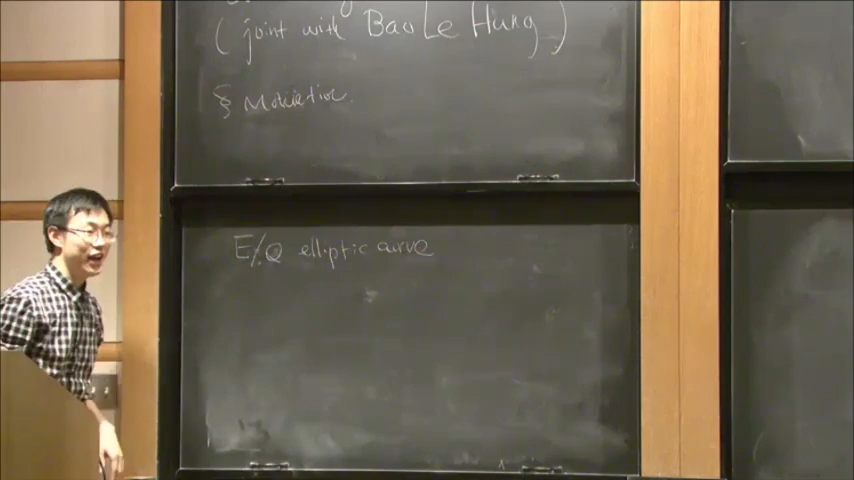 (joint with Bao Le Hung)
§ Motivation
E/Q elliptic curve